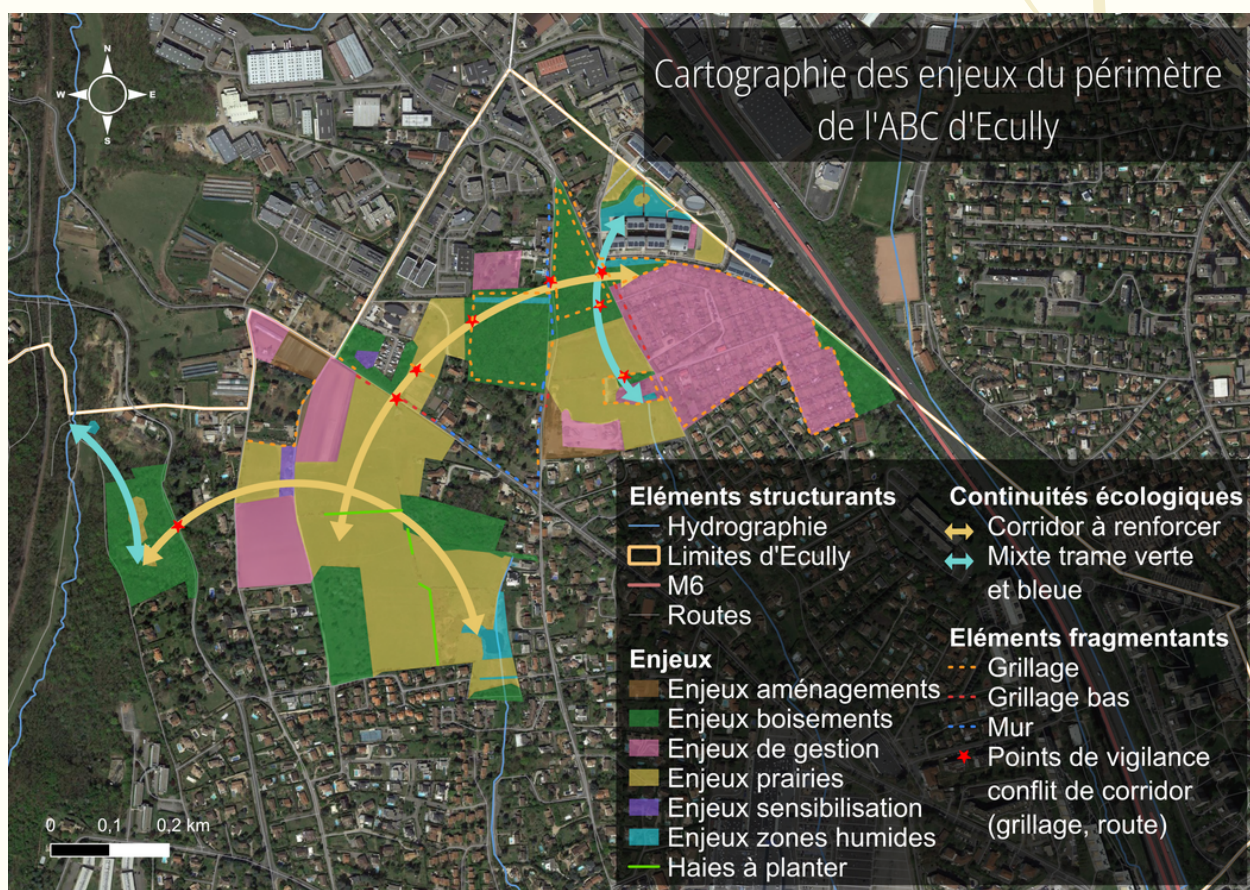 Cartographie des enjeux du périmètre
de l'ABC d'Ecully
N
W
E
S
Eléments structurants
Hydrographie
Limites d'Ecully
M6
Routes
Enjeux
Enjeux aménagements
Enjeux boisements
Enjeux de gestion
Enjeux prairies
Enjeux sensibilisation
Enjeux zones humides
Haies à planter
Continuités écologiques
Corridor à renforcer
Mixte trame verte
et bleue
Eléments fragmentants
Grillage
Grillage bas
Mur
Points de vigilance
conflit de corridor
(grillage, route)
0 0,1 0,2 km